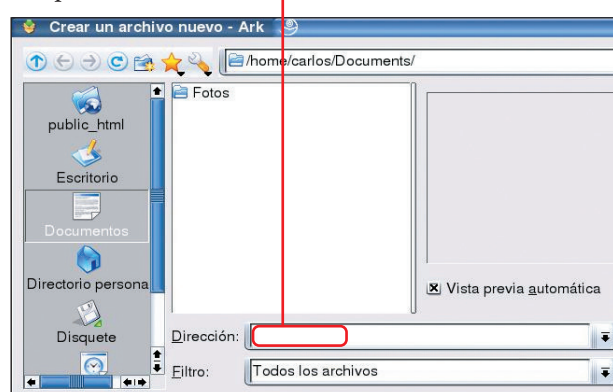 Crear un archivo nuevo - Ark
/home/carlos/Documents/
public_html
Escritorio
Documentos
Directorio persona
Disquete
Fotos
Vista previa automática
Dirección:
Filtro: Todos los archivos